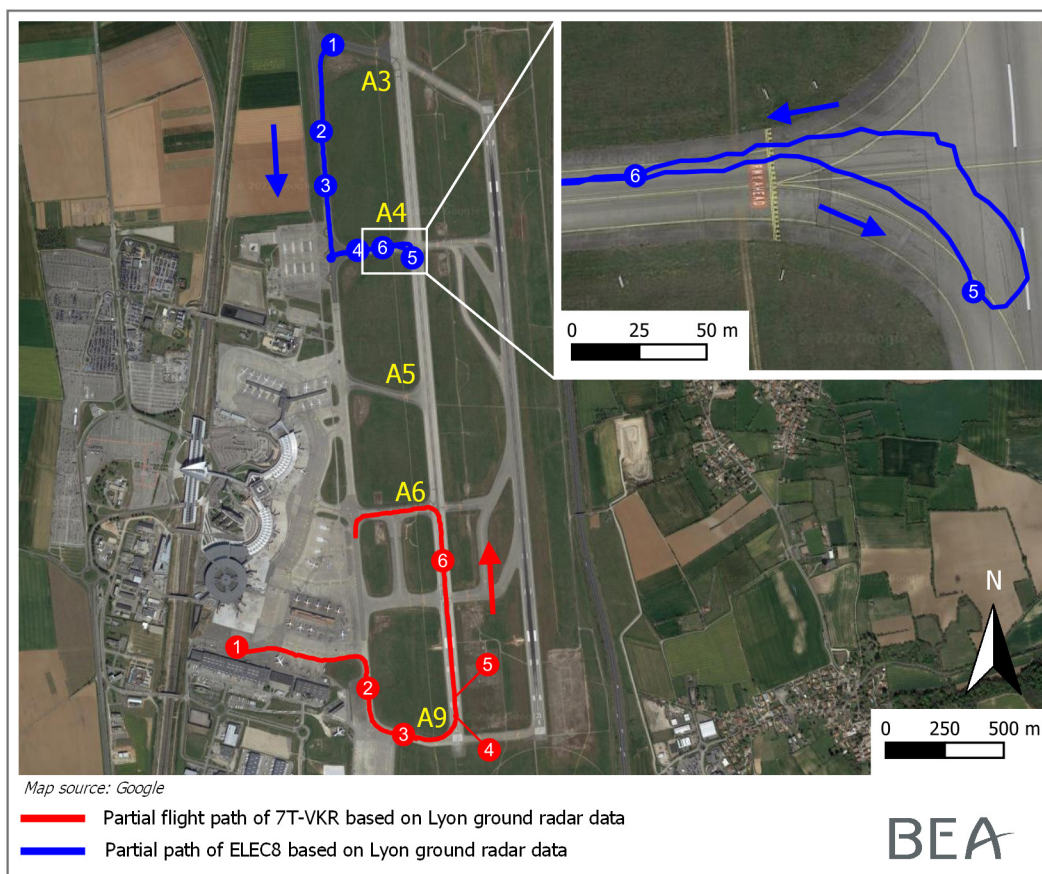 1
A3
2
3
A4
4
6
5
6
5
0 25 50 m
A5
A6
6
1
5
2
A9
3
4
N
0 250 500 m
Map source: Google
Partial flight path of 7T-VKR based on Lyon ground radar data
Partial path of ELEC8 based on Lyon ground radar data
BEA